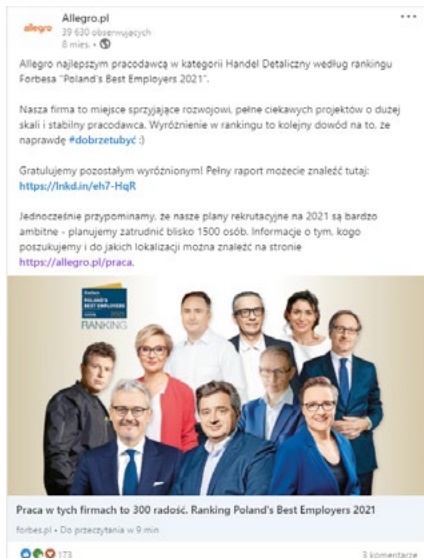 allegro
Allegro.pl
39 630 obserwujących
8 mies. •
Allegro najlepszym pracodawcą w kategorii Handel Detaliczny według rankingu
Forbesa "Poland's Best Employers 2021".
Nasza firma to miejsce sprzyjające rozwojowi, pełne ciekawych projektów o dużej
skali i stabilny pracodawca. Wyróżnienie w rankingu to kolejny dowód na to, że
naprawdę #dobrzetubyć :)
Gratulujemy pozostałym wyróżnionym! Pełny raport możecie znaleźć tutaj:
https://lnkd.in/eh7-HqR
Jednocześnie przypominamy, że nasze plany rekrutacyjne na 2021 są bardzo
ambitne - planujemy zatrudnić blisko 1500 osób. Informacje o tym, kogo
poszukujemy i do jakich lokalizacji można znaleźć na stronie
https://allegro.pl/praca.
POLAND'S
BEST EMPLOYERS
2021
RANKING
Praca w tych firmach to 300 radość. Ranking Poland's Best Employers 2021
forbes.pl • Do przeczytania w 9 min
173
3 komentarze